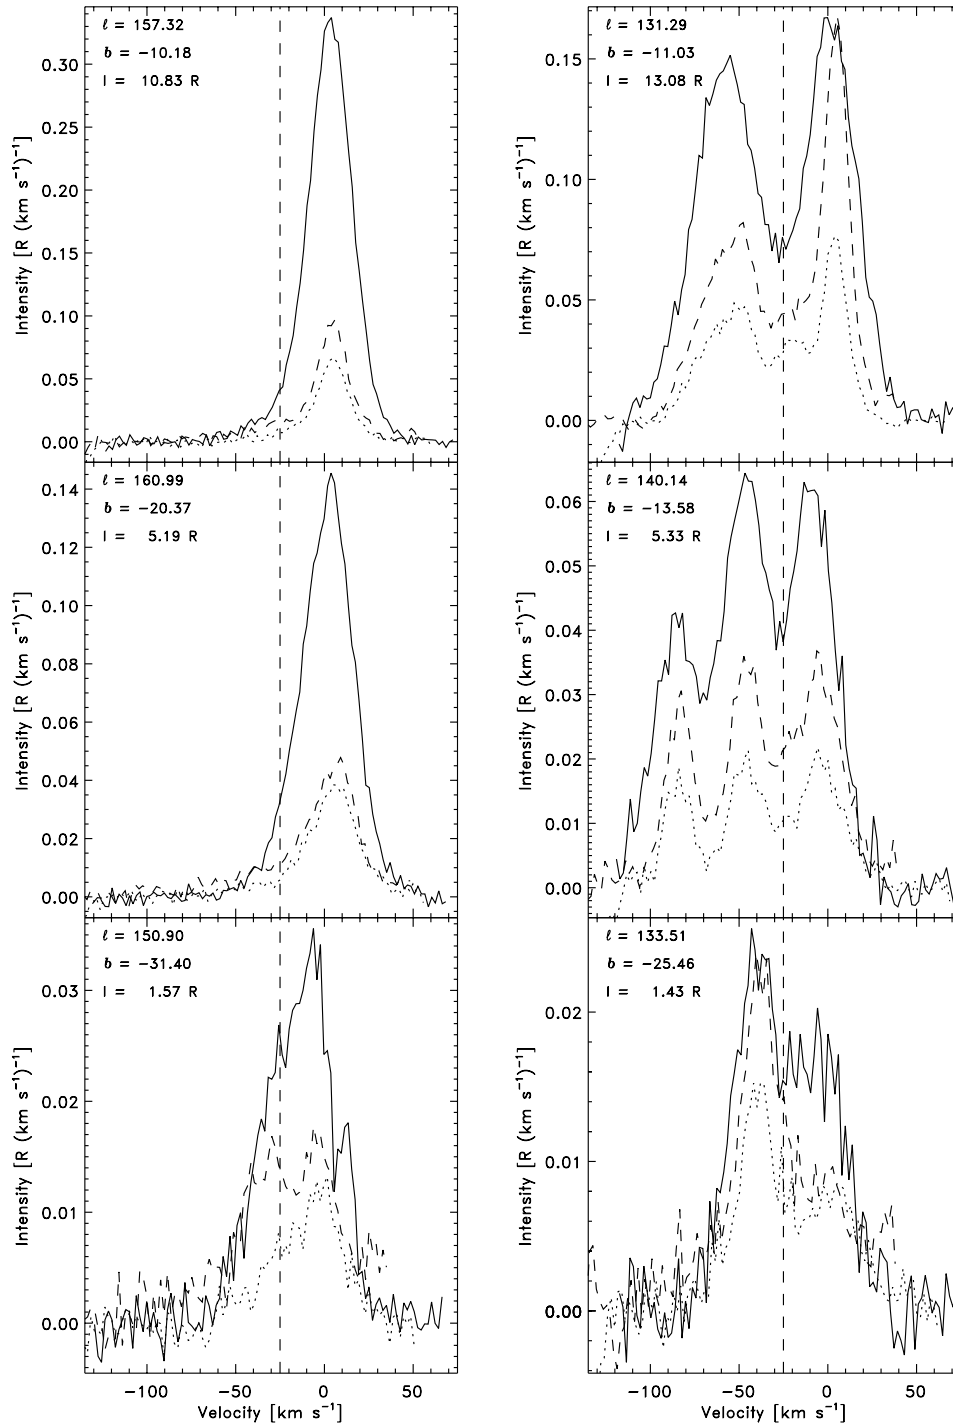 ℓ = 157.32
b = −10.18
I = 10.83 R
0.30
0.20
0.20
0.15
0.10
0.05
0.00
Intensity [R (km s⁻¹)⁻¹]
ℓ = 131.29
b = −11.03
I = 13.08 R
0.15
0.10
0.05
0.00
Intensity [R (km s⁻¹)⁻¹]
ℓ = 160.99
b = −20.37
I = 5.19 R
0.14
0.12
0.10
0.08
0.06
0.04
0.02
0.00
Intensity [R (km s⁻¹)⁻¹]
ℓ = 140.14
b = −13.58
I = 5.33 R
0.06
0.05
0.04
0.03
0.02
0.01
0.00
Intensity [R (km s⁻¹)⁻¹]
ℓ = 150.90
b = −31.40
I = 1.57 R
0.03
0.02
0.01
0.00
Intensity [R (km s⁻¹)⁻¹]
−100 −50 0 50
Velocity [km s⁻¹]
ℓ = 133.51
b = −25.46
I = 1.43 R
0.02
0.01
0.00
Intensity [R (km s⁻¹)⁻¹]
−100 −50 0 50
Velocity [km s⁻¹]